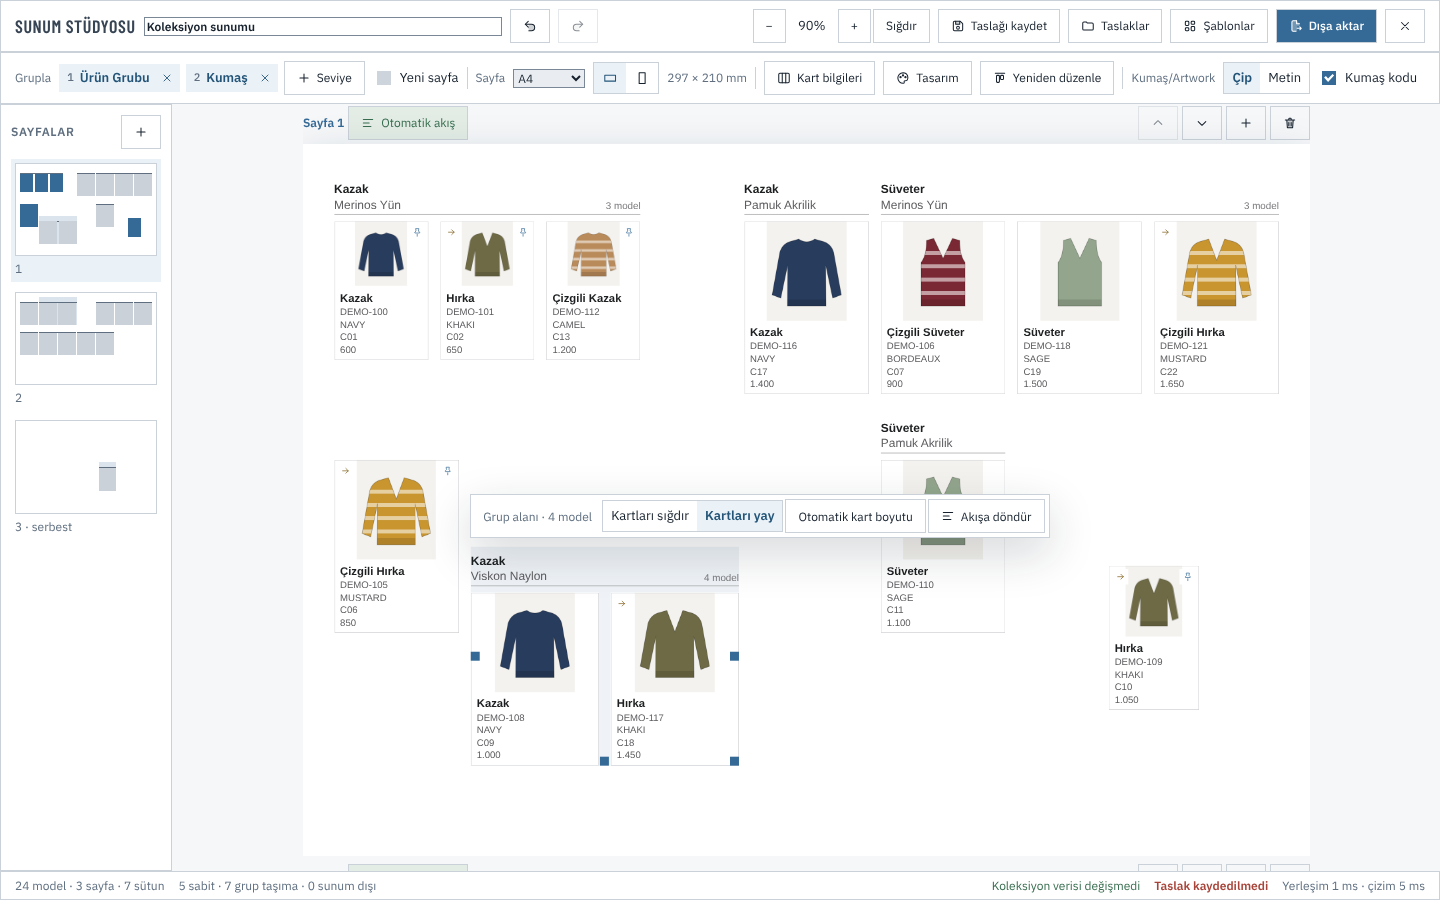 SUNUM STÜDYOSU
Koleksiyon sunumu
− 90% +
Sığdır
Taslağı kaydet
Taslaklar
Şablonlar
Dışa aktar
Grupla
1 Ürün Grubu
2 Kumaş
Seviye
Yeni sayfa
Sayfa
A4
297 × 210 mm
Kart bilgileri
Tasarım
Yeniden düzenle
Kumaş/Artwork
Çip
Metin
Kumaş kodu
SAYFALAR
1
2
3 · serbest
Sayfa 1
Otomatik akış
Kazak
Merinos Yün
3 model
Kazak
DEMO-100
NAVY
C01
600
Hırka
DEMO-101
KHAKI
C02
650
Çizgili Kazak
DEMO-112
CAMEL
C13
1.200
Kazak
Pamuk Akrilik
Kazak
DEMO-116
NAVY
C17
1.400
Süveter
Merinos Yün
3 model
Çizgili Süveter
DEMO-106
BORDEAUX
C07
900
Süveter
DEMO-118
SAGE
C19
1.500
Çizgili Hırka
DEMO-121
MUSTARD
C22
1.650
Çizgili Hırka
DEMO-105
MUSTARD
C06
850
Süveter
Pamuk Akrilik
Süveter
DEMO-110
SAGE
C11
1.100
Grup alanı · 4 model
Kartları sığdır
Kartları yay
Otomatik kart boyutu
Akışa döndür
Kazak
Viskon Naylon
4 model
Kazak
DEMO-108
NAVY
C09
1.000
Hırka
DEMO-117
KHAKI
C18
1.450
Hırka
DEMO-109
KHAKI
C10
1.050
24 model · 3 sayfa · 7 sütun
5 sabit · 7 grup taşıma · 0 sunum dışı
Koleksiyon verisi değişmedi
Taslak kaydedilmedi
Yerleşim 1 ms · çizim 5 ms